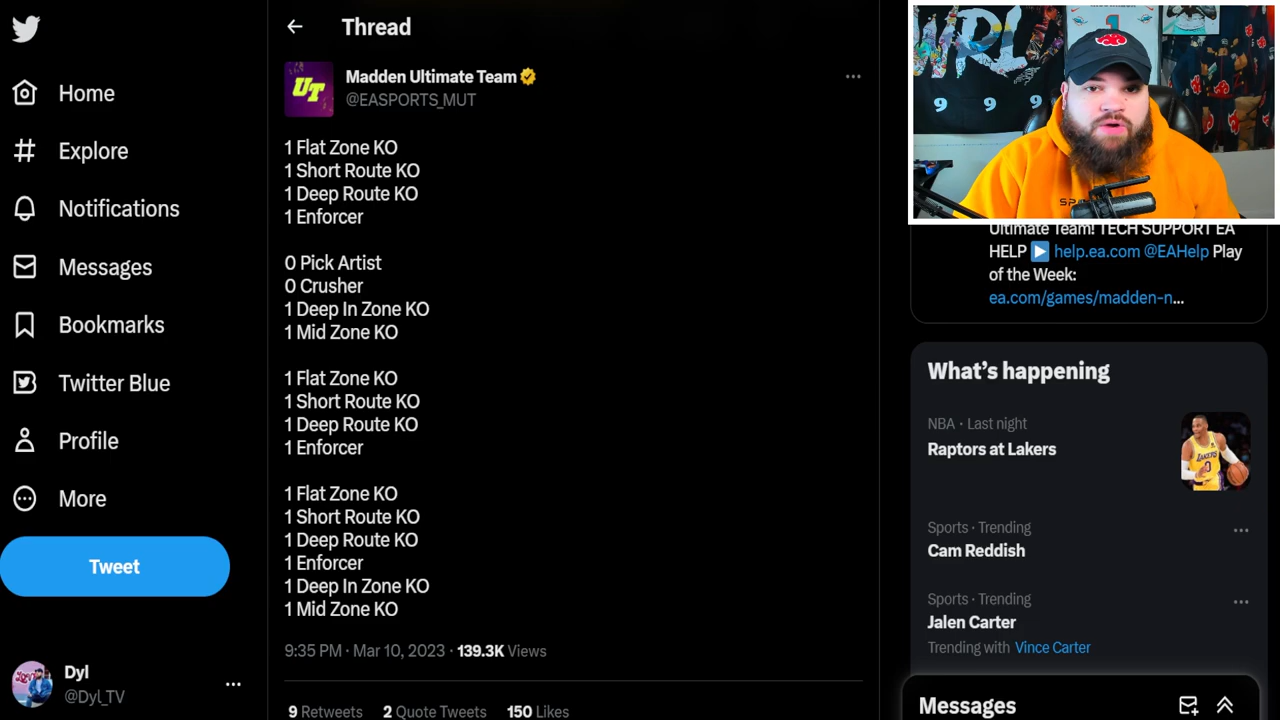 Home
Explore
Notifications
Messages
Bookmarks
Twitter Blue
Profile
More
Tweet
Dyl
@Dyl_TV
Thread
UT
Madden Ultimate Team
@EASPORTS_MUT
1 Flat Zone KO
1 Short Route KO
1 Deep Route KO
1 Enforcer
0 Pick Artist
0 Crusher
1 Deep In Zone KO
1 Mid Zone KO
1 Flat Zone KO
1 Short Route KO
1 Deep Route KO
1 Enforcer
1 Flat Zone KO
1 Short Route KO
1 Deep Route KO
1 Enforcer
1 Deep In Zone KO
1 Mid Zone KO
9:35 PM · Mar 10, 2023 · 139.3K Views
9 Retweets 2 Quote Tweets 150 Likes
9 9 9
1
Ultimate Team! TECH SUPPORT EA
HELP ▶ help.ea.com @EAHelp Play
of the Week:
ea.com/games/madden-n...
What's happening
NBA · Last night
Raptors at Lakers
Sports · Trending
Cam Reddish
Sports · Trending
Jalen Carter
Trending with Vince Carter
Messages